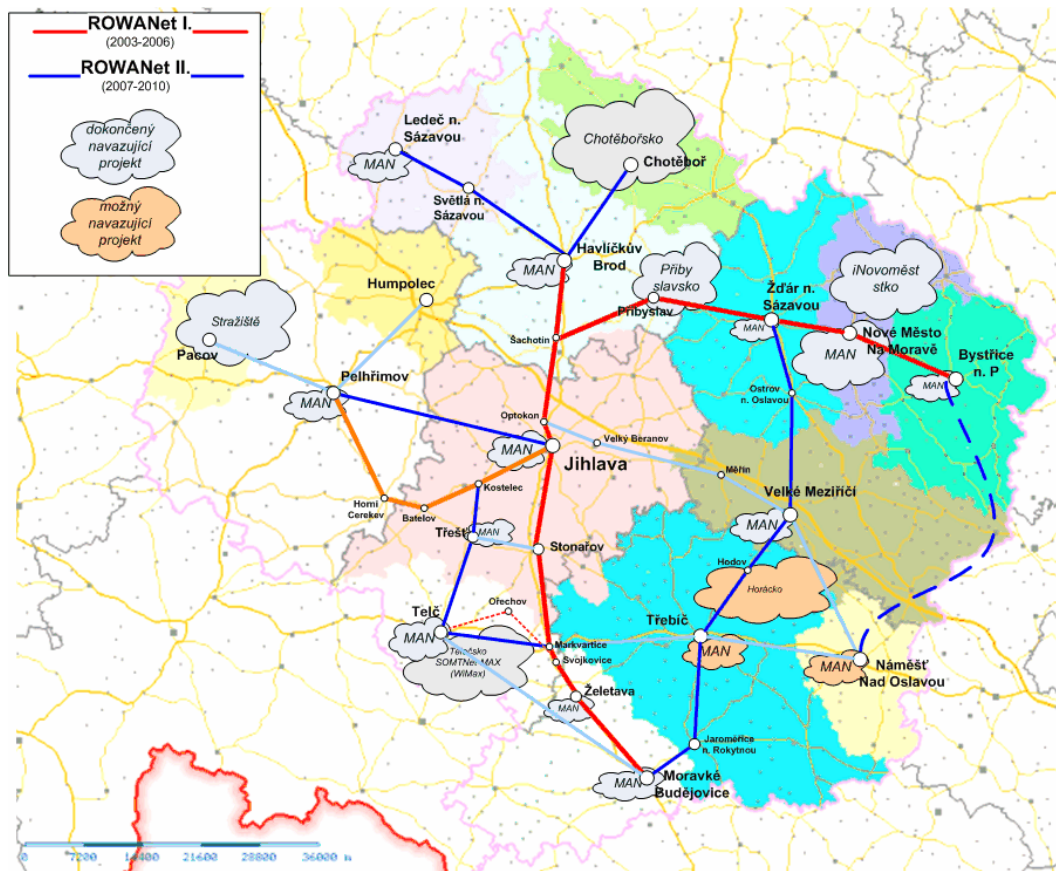 ROWANet I.
(2003-2006)
ROWANet II.
(2007-2010)
dokončený
navazující
projekt
možný
navazující
projekt
Ledeč n.
Sázavou
MAN
Světlá n.
Sázavou
Chotěbořsko
Chotěboř
Havlíčkův
Brod
MAN
Humpolec
Stražiště
Pacov
Pelhřimov
MAN
Šachotín
Příby
slavsko
Přibyslav
Žďár n.
Sázavou
MAN
iNovoměst
stko
Nové Město
Na Moravě
MAN
Bystřice
n. P
MAN
Ostrov
n. Oslavou
Optokon
Velký Beranov
MAN
Jihlava
Měřín
Velké Meziříčí
MAN
Kostelec
Horní
Cerekev
Batelov
Třešť
MAN
Stonařov
Hodov
Horácko
Ořechov
Telč
MAN
Telčsko
SOMTNet MAX
(WiMax)
Markvartice
Svojkovice
Třebíč
MAN
MAN
Náměšť
Nad Oslavou
Želetava
MAN
Jaroměřice
n. Rokytnou
Moravké
Budějovice
MAN
0 7200 14400 21600 28800 36000 m